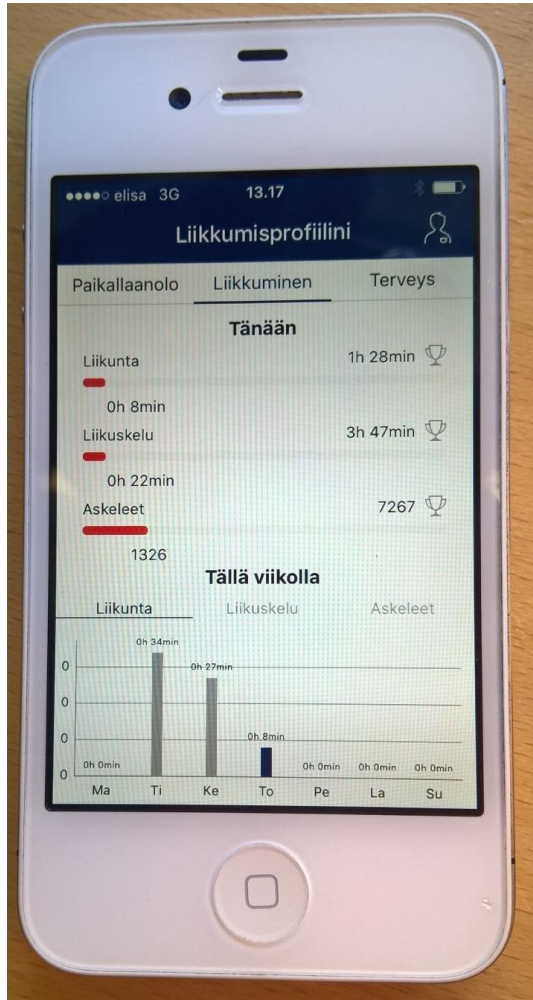 elisa 3G 13.17
Liikkumisprofiilini
Paikallaanolo Liikkuminen Terveys
Tänään
Liikunta 1h 28min
0h 8min
Liikuskelu 3h 47min
0h 22min
Askeleet 7267
1326
Tällä viikolla
Liikunta Liikuskelu Askeleet
0h 34min
0 0h 27min
0
0 0h 8min
0h 0min 0h 0min 0h 0min 0h 0min
0
Ma Ti Ke To Pe La Su